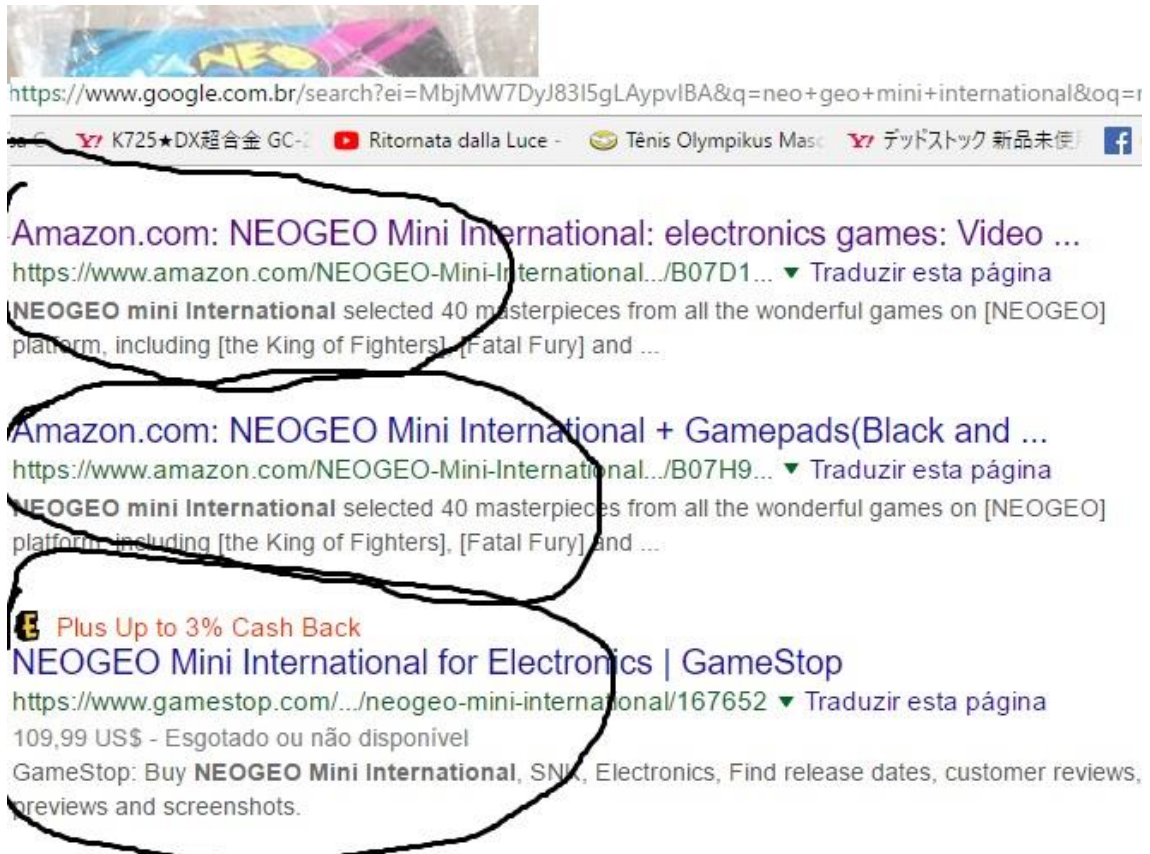 NEO
https://www.google.com.br/search?ei=MbjMW7DyJ83I5gLAypvIBA&q=neo+geo+mini+international&oq=
K725★DX超合金 GC- Ritornata dalla Luce - Tênis Olympikus Masc デッドストック 新品未使
Amazon.com: NEOGEO Mini International: electronics games: Video ...
https://www.amazon.com/NEOGEO-Mini-International.../B07D1... ▼ Traduzir esta página
NEOGEO mini International selected 40 masterpieces from all the wonderful games on [NEOGEO]
platform, including [the King of Fighters], [Fatal Fury] and ...
Amazon.com: NEOGEO Mini International + Gamepads(Black and ...
https://www.amazon.com/NEOGEO-Mini-International.../B07H9... ▼ Traduzir esta página
NEOGEO mini International selected 40 masterpieces from all the wonderful games on [NEOGEO]
platform, including [the King of Fighters], [Fatal Fury] and ...
Plus Up to 3% Cash Back
NEOGEO Mini International for Electronics | GameStop
https://www.gamestop.com/.../neogeo-mini-international/167652 ▼ Traduzir esta página
109,99 US$ - Esgotado ou não disponível
GameStop: Buy NEOGEO Mini International, SNK, Electronics, Find release dates, customer reviews,
previews and screenshots.